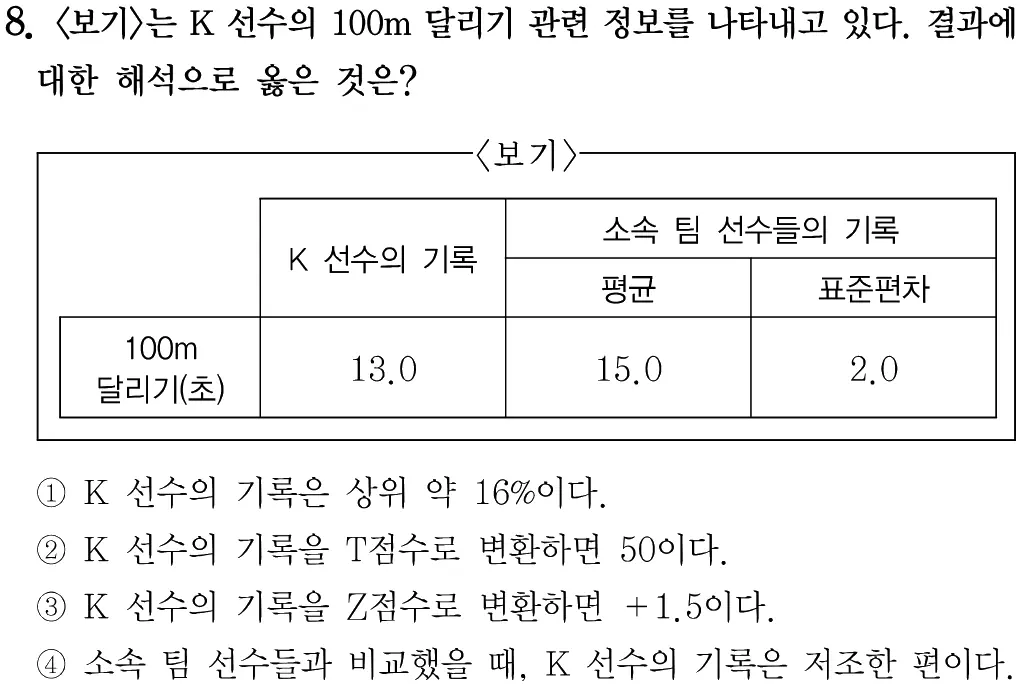 8. 〈보기〉는 K 선수의 100m 달리기 관련 정보를 나타내고 있다. 결과에
대한 해석으로 옳은 것은?
〈보기〉
K 선수의 기록
소속 팀 선수들의 기록
평균
표준편차
100m
달리기(초)
13.0
15.0
2.0
① K 선수의 기록은 상위 약 16%이다.
② K 선수의 기록을 T점수로 변환하면 50이다.
③ K 선수의 기록을 Z점수로 변환하면 +1.5이다.
④ 소속 팀 선수들과 비교했을 때, K 선수의 기록은 저조한 편이다.